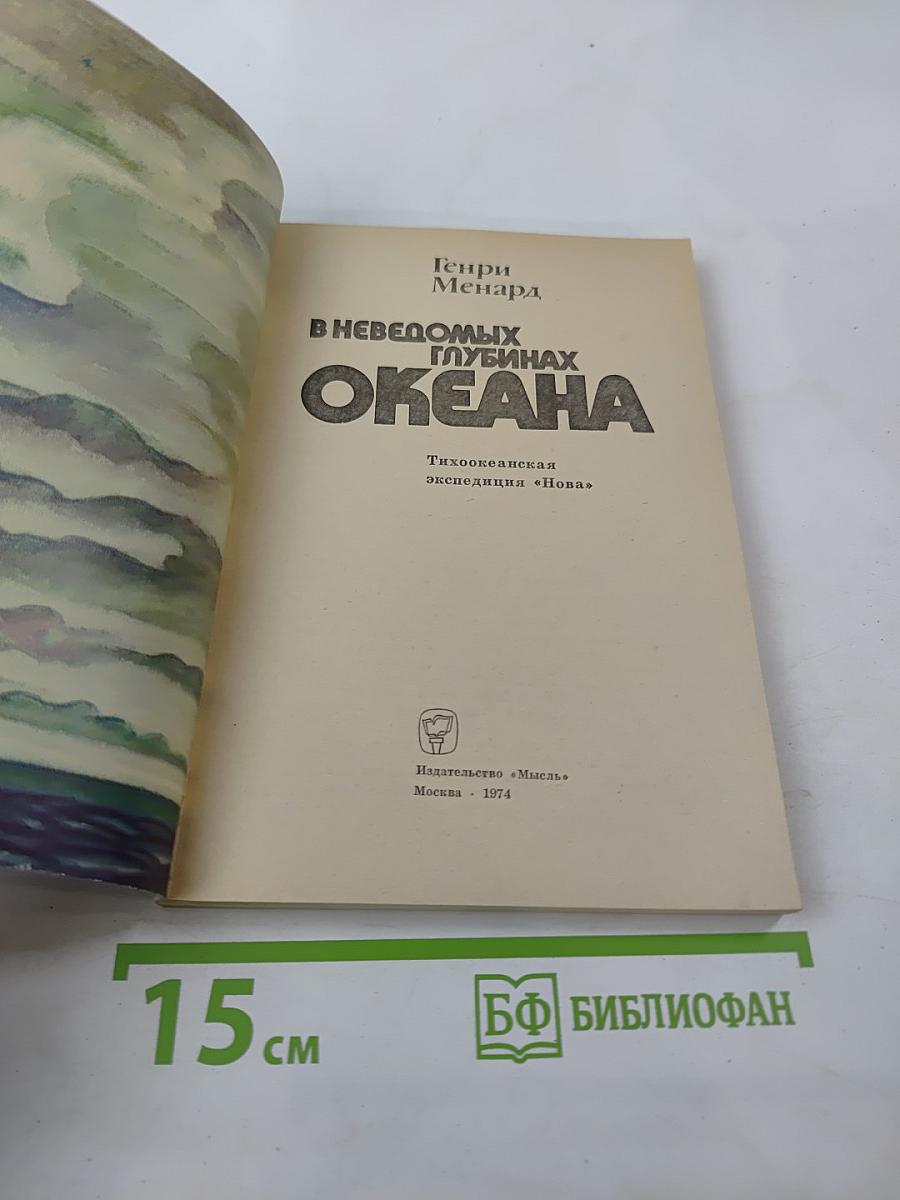 Генри
Менард
В НЕВЕДОМЫХ
ГЛУБИНАХ
ОКЕАНА
Тихоокеанская
экспедиция «Нова»
Издательство «Мысль»
Москва · 1974
15 см
БФ БИБЛИОФАН